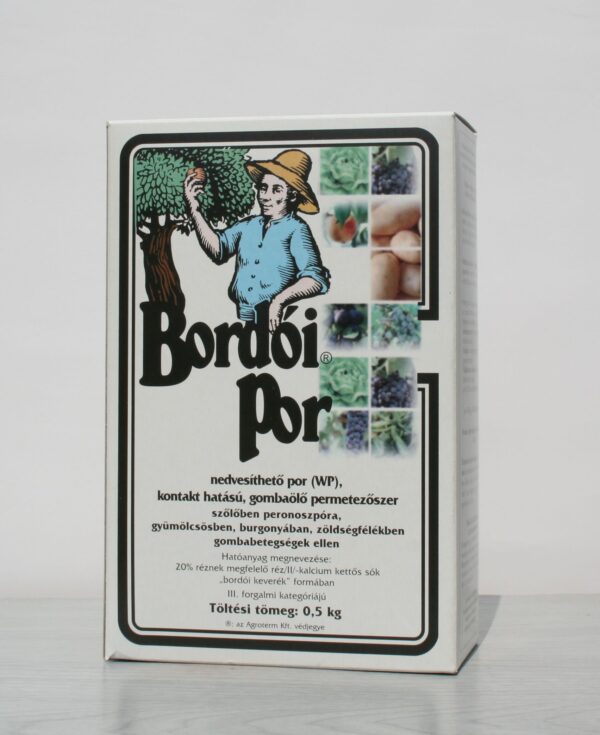 Bordói®
Por
nedvesíthető por (WP),
kontakt hatású, gombaölő permetezőszer
szőlőben peronoszpóra,
gyümölcsösben, burgonyában, zöldségfélékben
gombabetegségek ellen
Hatóanyag megnevezése:
20% réznek megfelelő réz/II/-kalcium kettős sók
„bordói keverék” formában
III. forgalmi kategóriájú
Töltési tömeg: 0,5 kg
®: az Agroterm Kft. védjegye